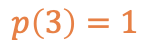 p(3) = 1